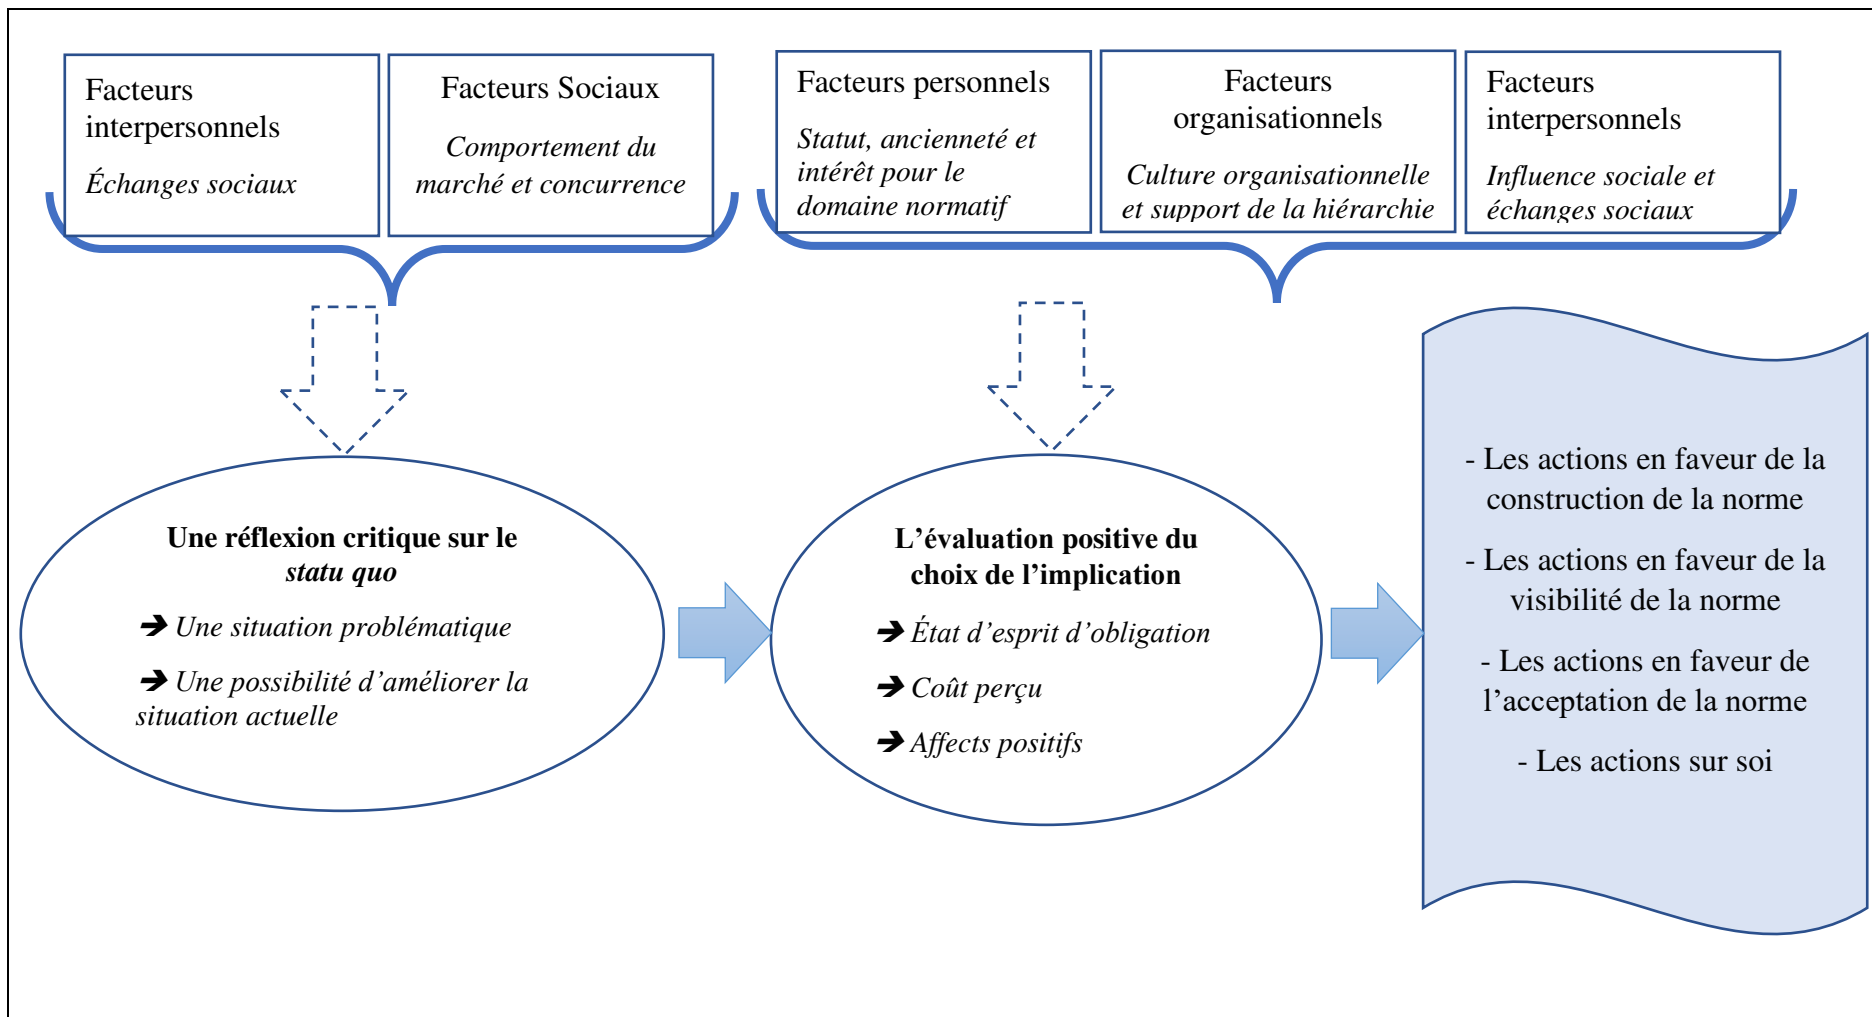 Facteurs
interpersonnels
Échanges sociaux
Facteurs Sociaux
Comportement du
marché et concurrence
Facteurs personnels
Statut, ancienneté et
intérêt pour le
domaine normatif
Facteurs
organisationnels
Culture organisationnelle
et support de la hiérarchie
Facteurs
interpersonnels
Influence sociale et
échanges sociaux
Une réflexion critique sur le
statu quo
➔ Une situation problématique
➔ Une possibilité d’améliorer la
situation actuelle
L’évaluation positive du
choix de l’implication
➔ État d’esprit d’obligation
➔ Coût perçu
➔ Affects positifs
- Les actions en faveur de la
construction de la norme
- Les actions en faveur de la
visibilité de la norme
- Les actions en faveur de
l’acceptation de la norme
- Les actions sur soi